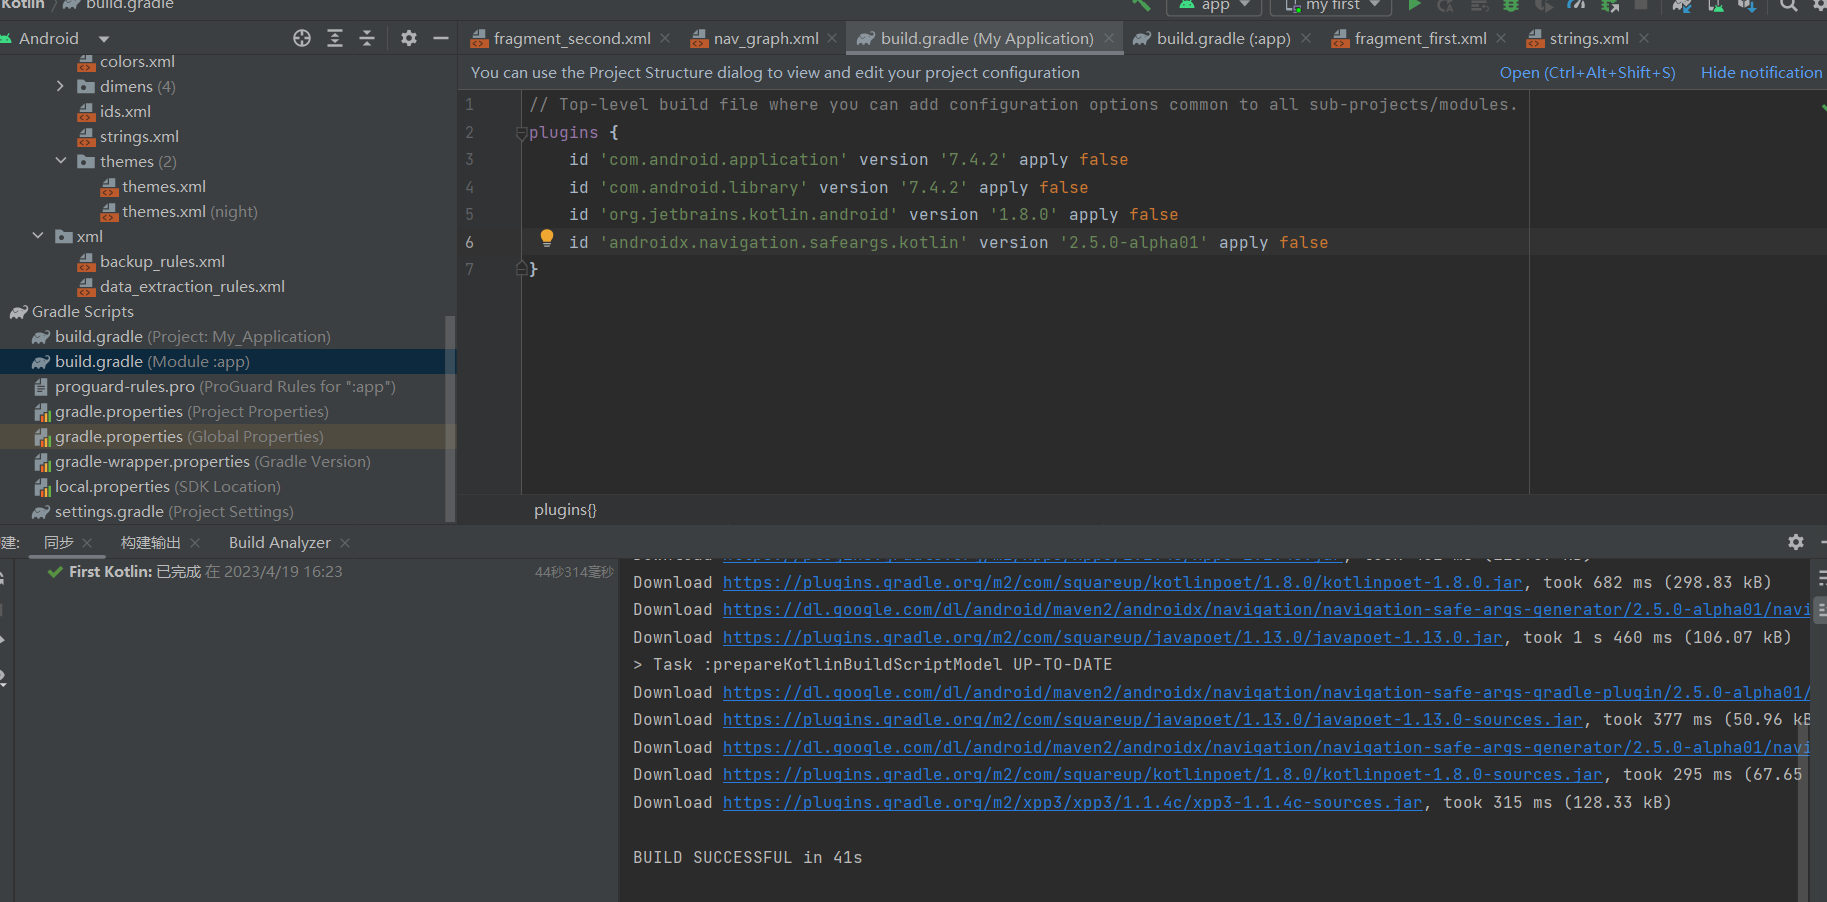 Kotlin
build.gradle
app
my first
Android
fragment_second.xml
nav_graph.xml
build.gradle (My Application)
build.gradle (:app)
fragment_first.xml
strings.xml
colors.xml
dimens (4)
ids.xml
strings.xml
themes (2)
themes.xml
themes.xml (night)
xml
backup_rules.xml
data_extraction_rules.xml
Gradle Scripts
build.gradle (Project: My_Application)
build.gradle (Module :app)
proguard-rules.pro (ProGuard Rules for ":app")
gradle.properties (Project Properties)
gradle.properties (Global Properties)
gradle-wrapper.properties (Gradle Version)
local.properties (SDK Location)
settings.gradle (Project Settings)
You can use the Project Structure dialog to view and edit your project configuration
Open (Ctrl+Alt+Shift+S)
Hide notification
1 // Top-level build file where you can add configuration options common to all sub-projects/modules.
2 plugins {
3 id 'com.android.application' version '7.4.2' apply false
4 id 'com.android.library' version '7.4.2' apply false
5 id 'org.jetbrains.kotlin.android' version '1.8.0' apply false
6 id 'androidx.navigation.safeargs.kotlin' version '2.5.0-alpha01' apply false
7 }
plugins{}
建:
同步
构建输出
Build Analyzer
First Kotlin: 已完成 在 2023/4/19 16:23
44秒314毫秒
Download https://plugins.gradle.org/m2/com/squareup/kotlinpoet/1.8.0/kotlinpoet-1.8.0.jar, took 682 ms (298.83 kB)
Download https://dl.google.com/dl/android/maven2/androidx/navigation/navigation-safe-args-generator/2.5.0-alpha01/navi
Download https://plugins.gradle.org/m2/com/squareup/javapoet/1.13.0/javapoet-1.13.0.jar, took 1 s 460 ms (106.07 kB)
> Task :prepareKotlinBuildScriptModel UP-TO-DATE
Download https://dl.google.com/dl/android/maven2/androidx/navigation/navigation-safe-args-gradle-plugin/2.5.0-alpha01/
Download https://plugins.gradle.org/m2/com/squareup/javapoet/1.13.0/javapoet-1.13.0-sources.jar, took 377 ms (50.96 kB
Download https://dl.google.com/dl/android/maven2/androidx/navigation/navigation-safe-args-generator/2.5.0-alpha01/navi
Download https://plugins.gradle.org/m2/com/squareup/kotlinpoet/1.8.0/kotlinpoet-1.8.0-sources.jar, took 295 ms (67.65
Download https://plugins.gradle.org/m2/xpp3/xpp3/1.1.4c/xpp3-1.1.4c-sources.jar, took 315 ms (128.33 kB)
BUILD SUCCESSFUL in 41s